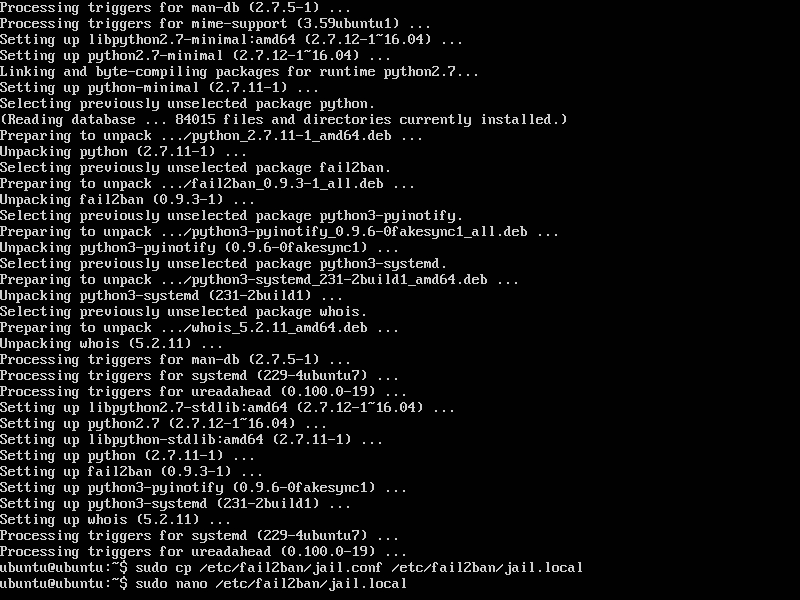 Processing triggers for man-db (2.7.5-1) ...
Processing triggers for mime-support (3.59ubuntu1) ...
Setting up libpython2.7-minimal:amd64 (2.7.12-1~16.04) ...
Setting up python2.7-minimal (2.7.12-1~16.04) ...
Linking and byte-compiling packages for runtime python2.7...
Setting up python-minimal (2.7.11-1) ...
Selecting previously unselected package python.
(Reading database ... 84015 files and directories currently installed.)
Preparing to unpack .../python_2.7.11-1_amd64.deb ...
Unpacking python (2.7.11-1) ...
Selecting previously unselected package fail2ban.
Preparing to unpack .../fail2ban_0.9.3-1_all.deb ...
Unpacking fail2ban (0.9.3-1) ...
Selecting previously unselected package python3-pyinotify.
Preparing to unpack .../python3-pyinotify_0.9.6-0fakesync1_all.deb ...
Unpacking python3-pyinotify (0.9.6-0fakesync1) ...
Selecting previously unselected package python3-systemd.
Preparing to unpack .../python3-systemd_231-2build1_amd64.deb ...
Unpacking python3-systemd (231-2build1) ...
Selecting previously unselected package whois.
Preparing to unpack .../whois_5.2.11_amd64.deb ...
Unpacking whois (5.2.11) ...
Processing triggers for man-db (2.7.5-1) ...
Processing triggers for systemd (229-4ubuntu7) ...
Processing triggers for ureadahead (0.100.0-19) ...
Setting up libpython2.7-stdlib:amd64 (2.7.12-1~16.04) ...
Setting up python2.7 (2.7.12-1~16.04) ...
Setting up libpython-stdlib:amd64 (2.7.11-1) ...
Setting up python (2.7.11-1) ...
Setting up fail2ban (0.9.3-1) ...
Setting up python3-pyinotify (0.9.6-0fakesync1) ...
Setting up python3-systemd (231-2build1) ...
Setting up whois (5.2.11) ...
Processing triggers for systemd (229-4ubuntu7) ...
Processing triggers for ureadahead (0.100.0-19) ...
ubuntu@ubuntu:~$ sudo cp /etc/fail2ban/jail.conf /etc/fail2ban/jail.local
ubuntu@ubuntu:~$ sudo nano /etc/fail2ban/jail.local